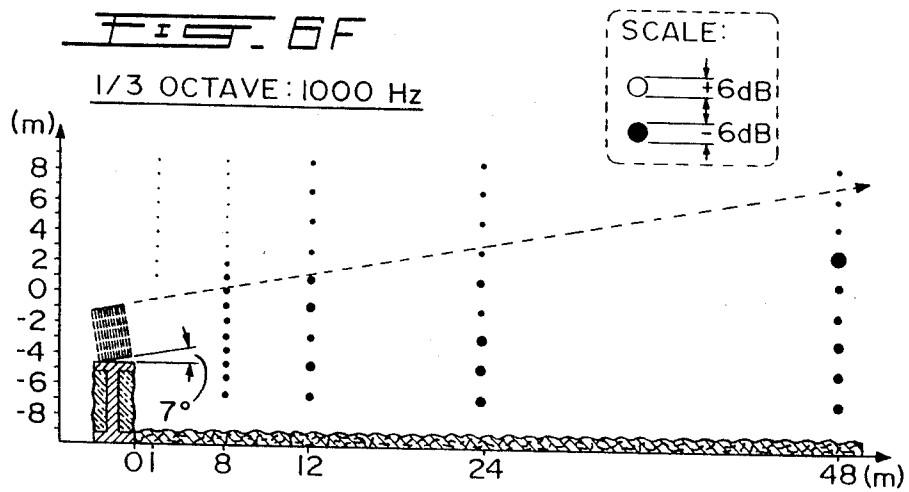 FIG. 6F
1/3 OCTAVE: 1000 Hz
SCALE:
+6dB
-6dB
(m)
8
6
4
2
0
-2
-4
-6
-8
7°
0 1 8 12 24 48 (m)